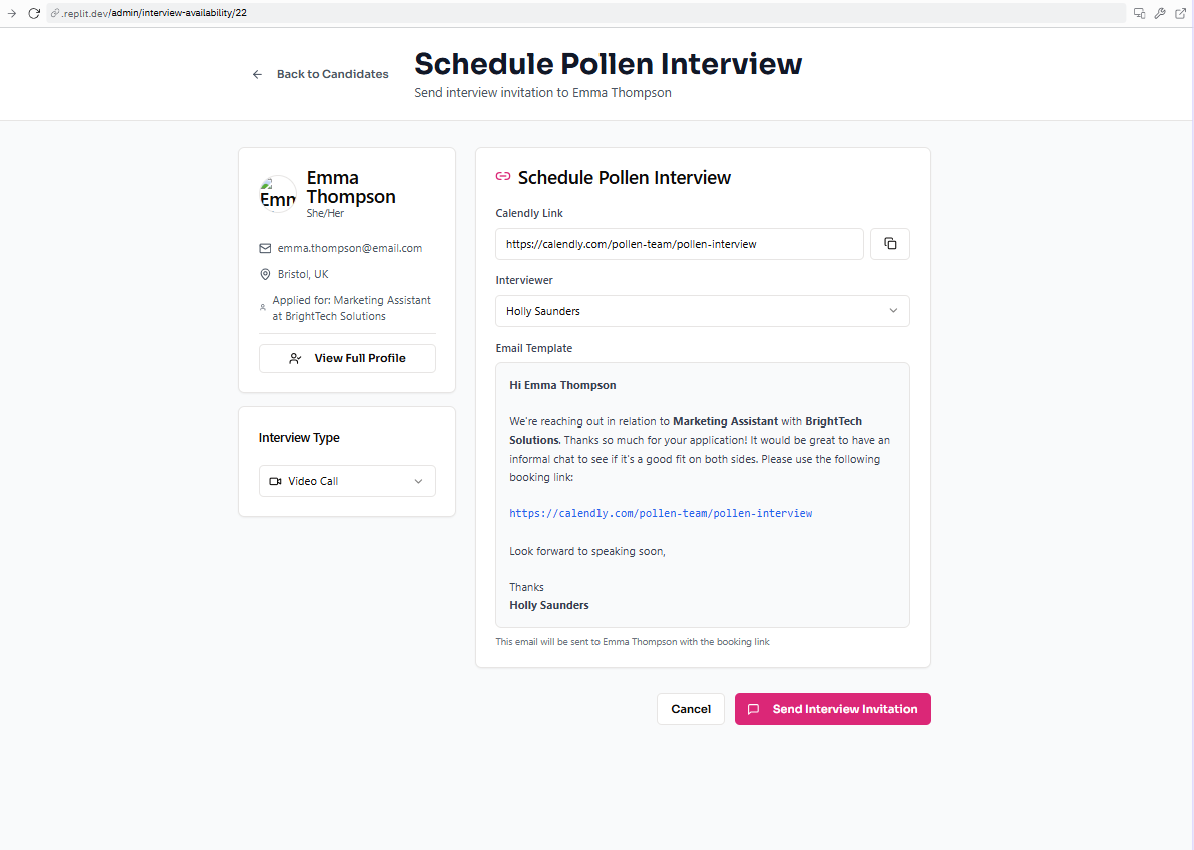 .replit.dev/admin/interview-availability/22
Back to Candidates
Schedule Pollen Interview
Send interview invitation to Emma Thompson
Emm
Emma
Thompson
She/Her
emma.thompson@email.com
Bristol, UK
Applied for: Marketing Assistant
at BrightTech Solutions
View Full Profile
Interview Type
Video Call
Schedule Pollen Interview
Calendly Link
https://calendly.com/pollen-team/pollen-interview
Interviewer
Holly Saunders
Email Template
Hi Emma Thompson
We're reaching out in relation to Marketing Assistant with BrightTech
Solutions. Thanks so much for your application! It would be great to have an
informal chat to see if it's a good fit on both sides. Please use the following
booking link:
https://calendly.com/pollen-team/pollen-interview
Look forward to speaking soon,
Thanks
Holly Saunders
This email will be sent to Emma Thompson with the booking link
Cancel
Send Interview Invitation